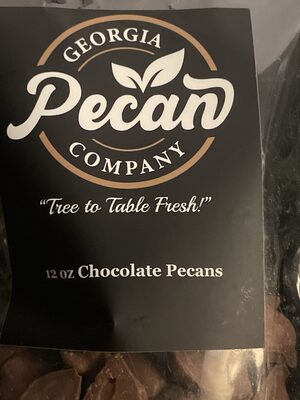 GEORGIA
Pecan
COMPANY
“Tree to Table Fresh!”
12 OZ Chocolate Pecans